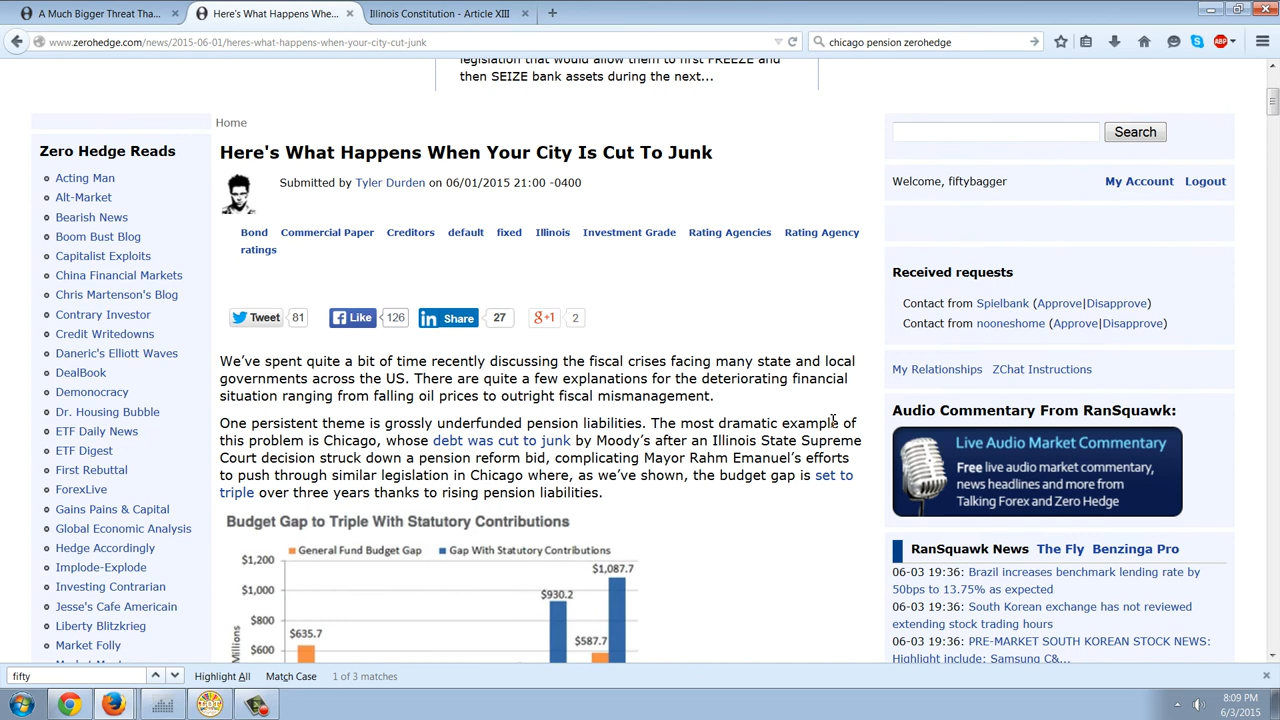 A Much Bigger Threat Tha...
Here's What Happens Whe...
Illinois Constitution - Article XIII
www.zerohedge.com/news/2015-06-01/heres-what-happens-when-your-city-cut-junk
chicago pension zerohedge
ABP
legislation that would allow them to first FREEZE and
then SEIZE bank assets during the next...
Home
Zero Hedge Reads
Acting Man
Alt-Market
Bearish News
Boom Bust Blog
Capitalist Exploits
China Financial Markets
Chris Martenson's Blog
Contrary Investor
Credit Writedowns
Daneric's Elliott Waves
DealBook
Demonocracy
Dr. Housing Bubble
ETF Daily News
ETF Digest
First Rebuttal
ForexLive
Gains Pains & Capital
Global Economic Analysis
Hedge Accordingly
Implode-Explode
Investing Contrarian
Jesse's Cafe Americain
Liberty Blitzkrieg
Market Folly
Here's What Happens When Your City Is Cut To Junk
Submitted by Tyler Durden on 06/01/2015 21:00 -0400
Bond Commercial Paper Creditors default fixed Illinois Investment Grade Rating Agencies Rating Agency
ratings
Tweet 81 Like 126 in Share 27 g+1 2
We've spent quite a bit of time recently discussing the fiscal crises facing many state and local
governments across the US. There are quite a few explanations for the deteriorating financial
situation ranging from falling oil prices to outright fiscal mismanagement.
One persistent theme is grossly underfunded pension liabilities. The most dramatic example of
this problem is Chicago, whose debt was cut to junk by Moody's after an Illinois State Supreme
Court decision struck down a pension reform bid, complicating Mayor Rahm Emanuel's efforts
to push through similar legislation in Chicago where, as we've shown, the budget gap is set to
triple over three years thanks to rising pension liabilities.
Budget Gap to Triple With Statutory Contributions
General Fund Budget Gap Gap With Statutory Contributions
$1,200
$1,000
$800
$600
Millions
$635.7
$930.2
$587.7
$1,087.7
Search
Welcome, fiftybagger My Account Logout
Received requests
Contact from Spielbank (Approve|Disapprove)
Contact from nooneshome (Approve|Disapprove)
My Relationships ZChat Instructions
Audio Commentary From RanSquawk:
Live Audio Market Commentary
Free live audio market commentary,
news headlines and more from
Talking Forex and Zero Hedge
RanSquawk News The Fly Benzinga Pro
06-03 19:36: Brazil increases benchmark lending rate by
50bps to 13.75% as expected
06-03 19:36: South Korean exchange has not reviewed
extending stock trading hours
06-03 19:36: PRE-MARKET SOUTH KOREAN STOCK NEWS:
Highlight include: Samsung C&...
fifty Highlight All Match Case 1 of 3 matches
8:09 PM
6/3/2015